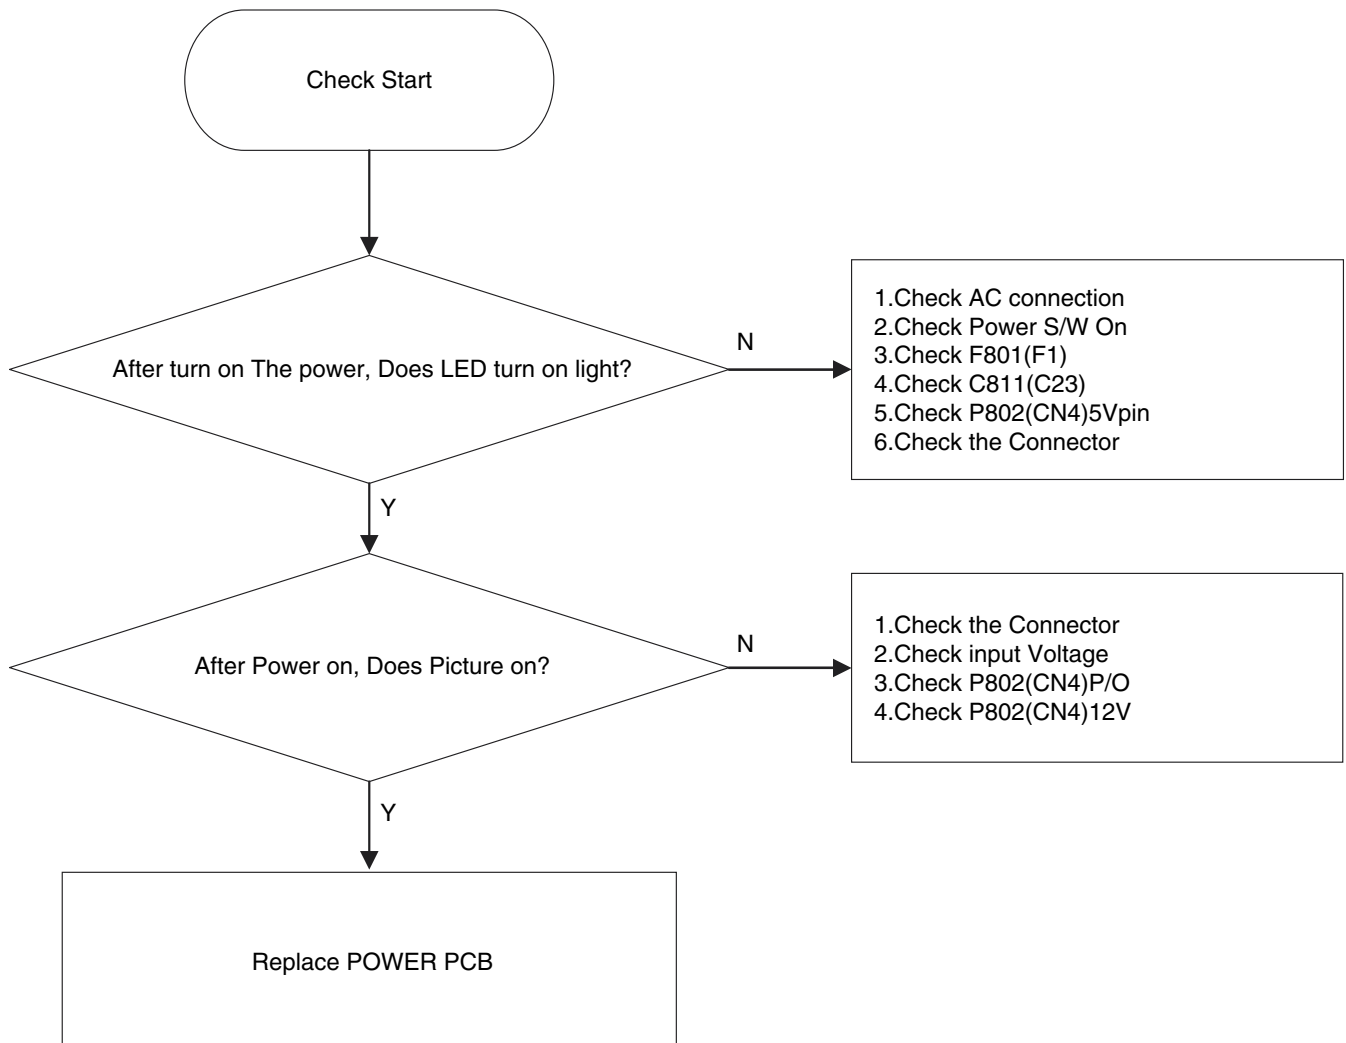 Check Start
After turn on The power, Does LED turn on light?
N
1.Check AC connection
2.Check Power S/W On
3.Check F801(F1)
4.Check C811(C23)
5.Check P802(CN4)5Vpin
6.Check the Connector
Y
After Power on, Does Picture on?
N
1.Check the Connector
2.Check input Voltage
3.Check P802(CN4)P/O
4.Check P802(CN4)12V
Y
Replace POWER PCB